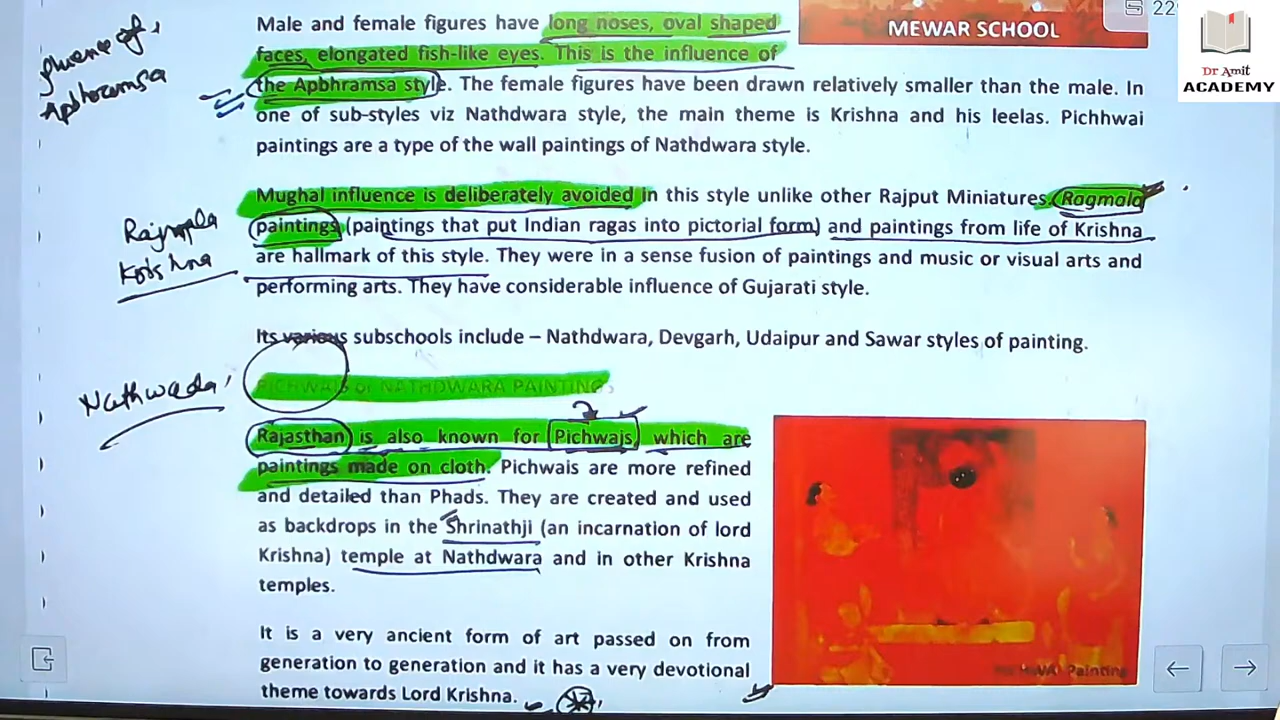 22
MEWAR SCHOOL
Dr Amit
ACADEMY
Male and female figures have long noses, oval shaped
faces, elongated fish-like eyes. This is the influence of
the Apbhramsa style. The female figures have been drawn relatively smaller than the male. In
one of sub-styles viz Nathdwara style, the main theme is Krishna and his leelas. Pichhwai
paintings are a type of the wall paintings of Nathdwara style.
of
Apbhramsa
Mughal influence is deliberately avoided in this style unlike other Rajput Miniatures. Ragmala
paintings (paintings that put Indian ragas into pictorial form) and paintings from life of Krishna
are hallmark of this style. They were in a sense fusion of paintings and music or visual arts and
performing arts. They have considerable influence of Gujarati style.
Krishna
Its various subschools include – Nathdwara, Devgarh, Udaipur and Sawar styles of painting.
PICHWAIS or NATHDWARA PAINTINGS
Nathwada
Rajasthan is also known for Pichwais, which are
paintings made on cloth. Pichwais are more refined
and detailed than Phads. They are created and used
as backdrops in the Shrinathji (an incarnation of lord
Krishna) temple at Nathdwara and in other Krishna
temples.
It is a very ancient form of art passed on from
generation to generation and it has a very devotional
theme towards Lord Krishna.
Painting